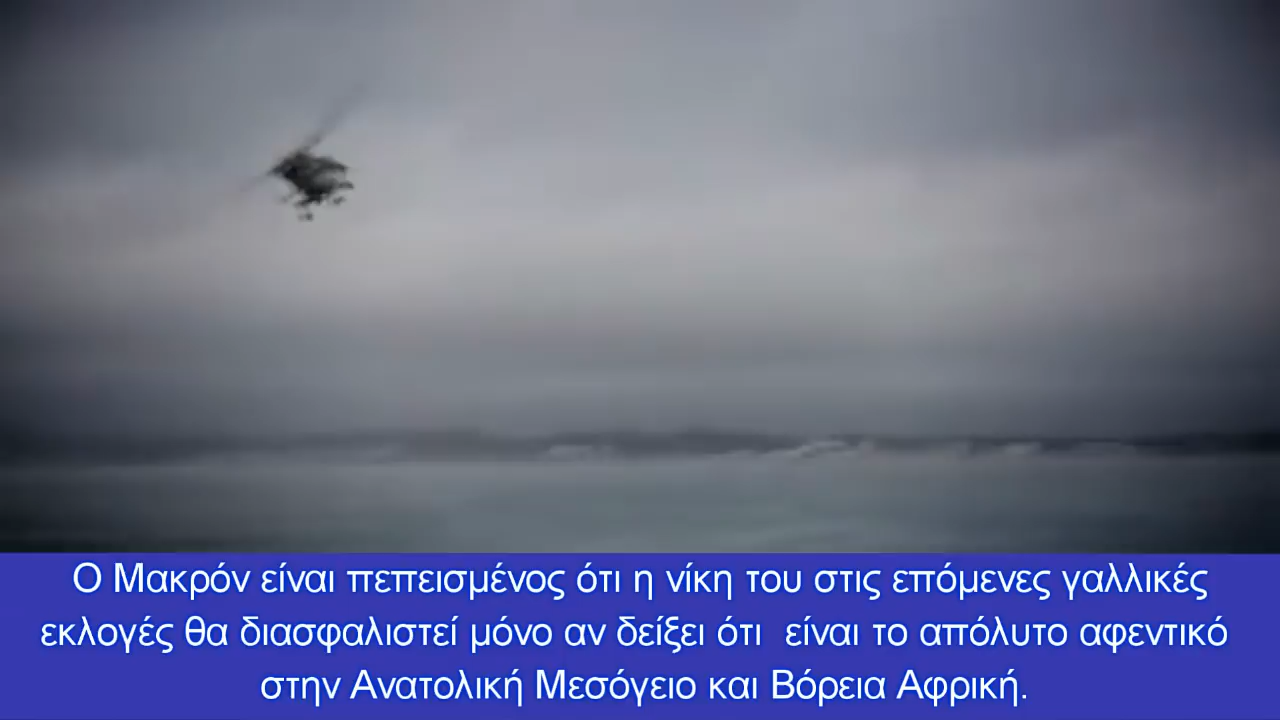 Ο Μακρόν είναι πεπεισμένος ότι η νίκη του στις επόμενες γαλλικές
εκλογές θα διασφαλιστεί μόνο αν δείξει ότι  είναι το απόλυτο αφεντικό
στην Ανατολική Μεσόγειο και Βόρεια Αφρική.